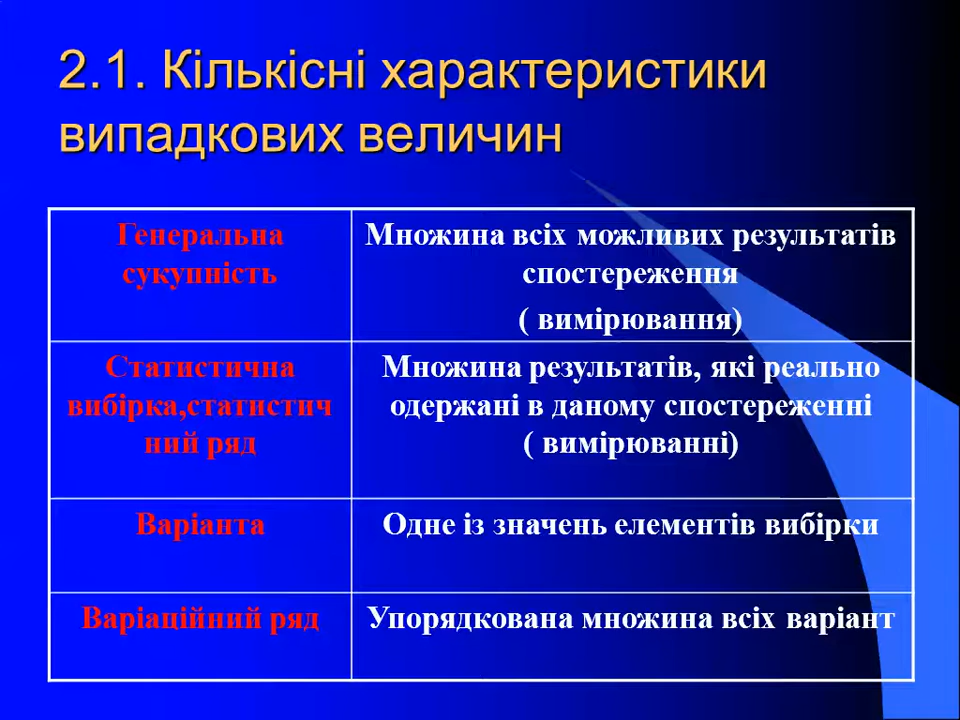 2.1. Кількісні характеристики
випадкових величин
Генеральна
сукупність
Множина всіх можливих результатів
спостереження
( вимірювання)
Статистична
вибірка,статистич
ний ряд
Множина результатів, які реально
одержані в даному спостереженні
( вимірюванні)
Варіанта
Одне із значень елементів вибірки
Варіаційний ряд
Упорядкована множина всіх варіант